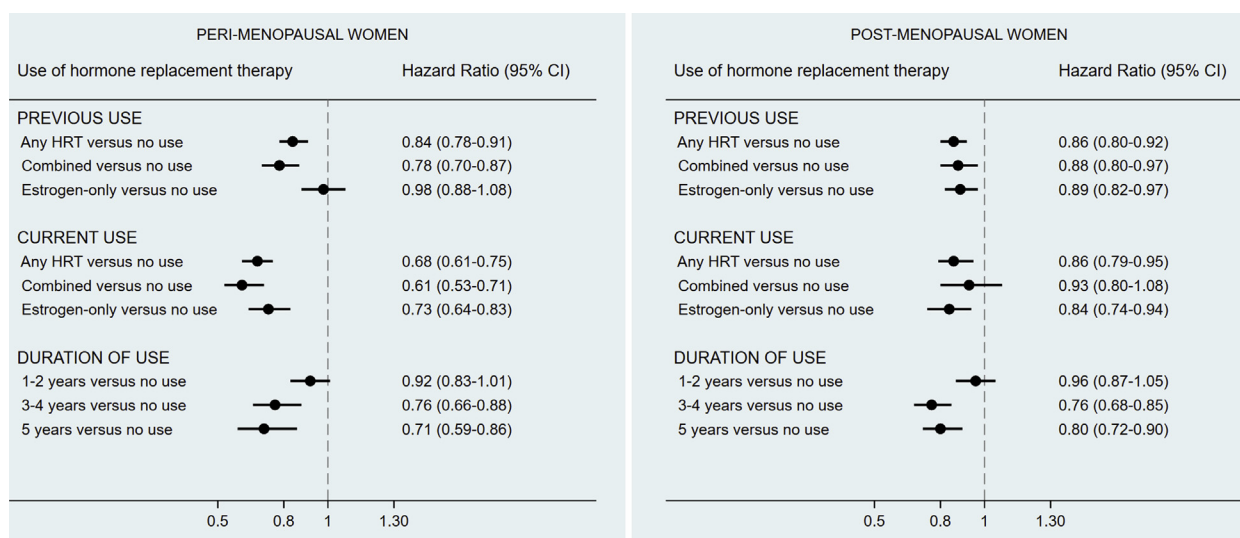 PERI-MENOPAUSAL WOMEN
Use of hormone replacement therapy Hazard Ratio (95% CI)
PREVIOUS USE
Any HRT versus no use 0.84 (0.78-0.91)
Combined versus no use 0.78 (0.70-0.87)
Estrogen-only versus no use 0.98 (0.88-1.08)
CURRENT USE
Any HRT versus no use 0.68 (0.61-0.75)
Combined versus no use 0.61 (0.53-0.71)
Estrogen-only versus no use 0.73 (0.64-0.83)
DURATION OF USE
1-2 years versus no use 0.92 (0.83-1.01)
3-4 years versus no use 0.76 (0.66-0.88)
5 years versus no use 0.71 (0.59-0.86)
0.5 0.8 1 1.30
POST-MENOPAUSAL WOMEN
Use of hormone replacement therapy Hazard Ratio (95% CI)
PREVIOUS USE
Any HRT versus no use 0.86 (0.80-0.92)
Combined versus no use 0.88 (0.80-0.97)
Estrogen-only versus no use 0.89 (0.82-0.97)
CURRENT USE
Any HRT versus no use 0.86 (0.79-0.95)
Combined versus no use 0.93 (0.80-1.08)
Estrogen-only versus no use 0.84 (0.74-0.94)
DURATION OF USE
1-2 years versus no use 0.96 (0.87-1.05)
3-4 years versus no use 0.76 (0.68-0.85)
5 years versus no use 0.80 (0.72-0.90)
0.5 0.8 1 1.30